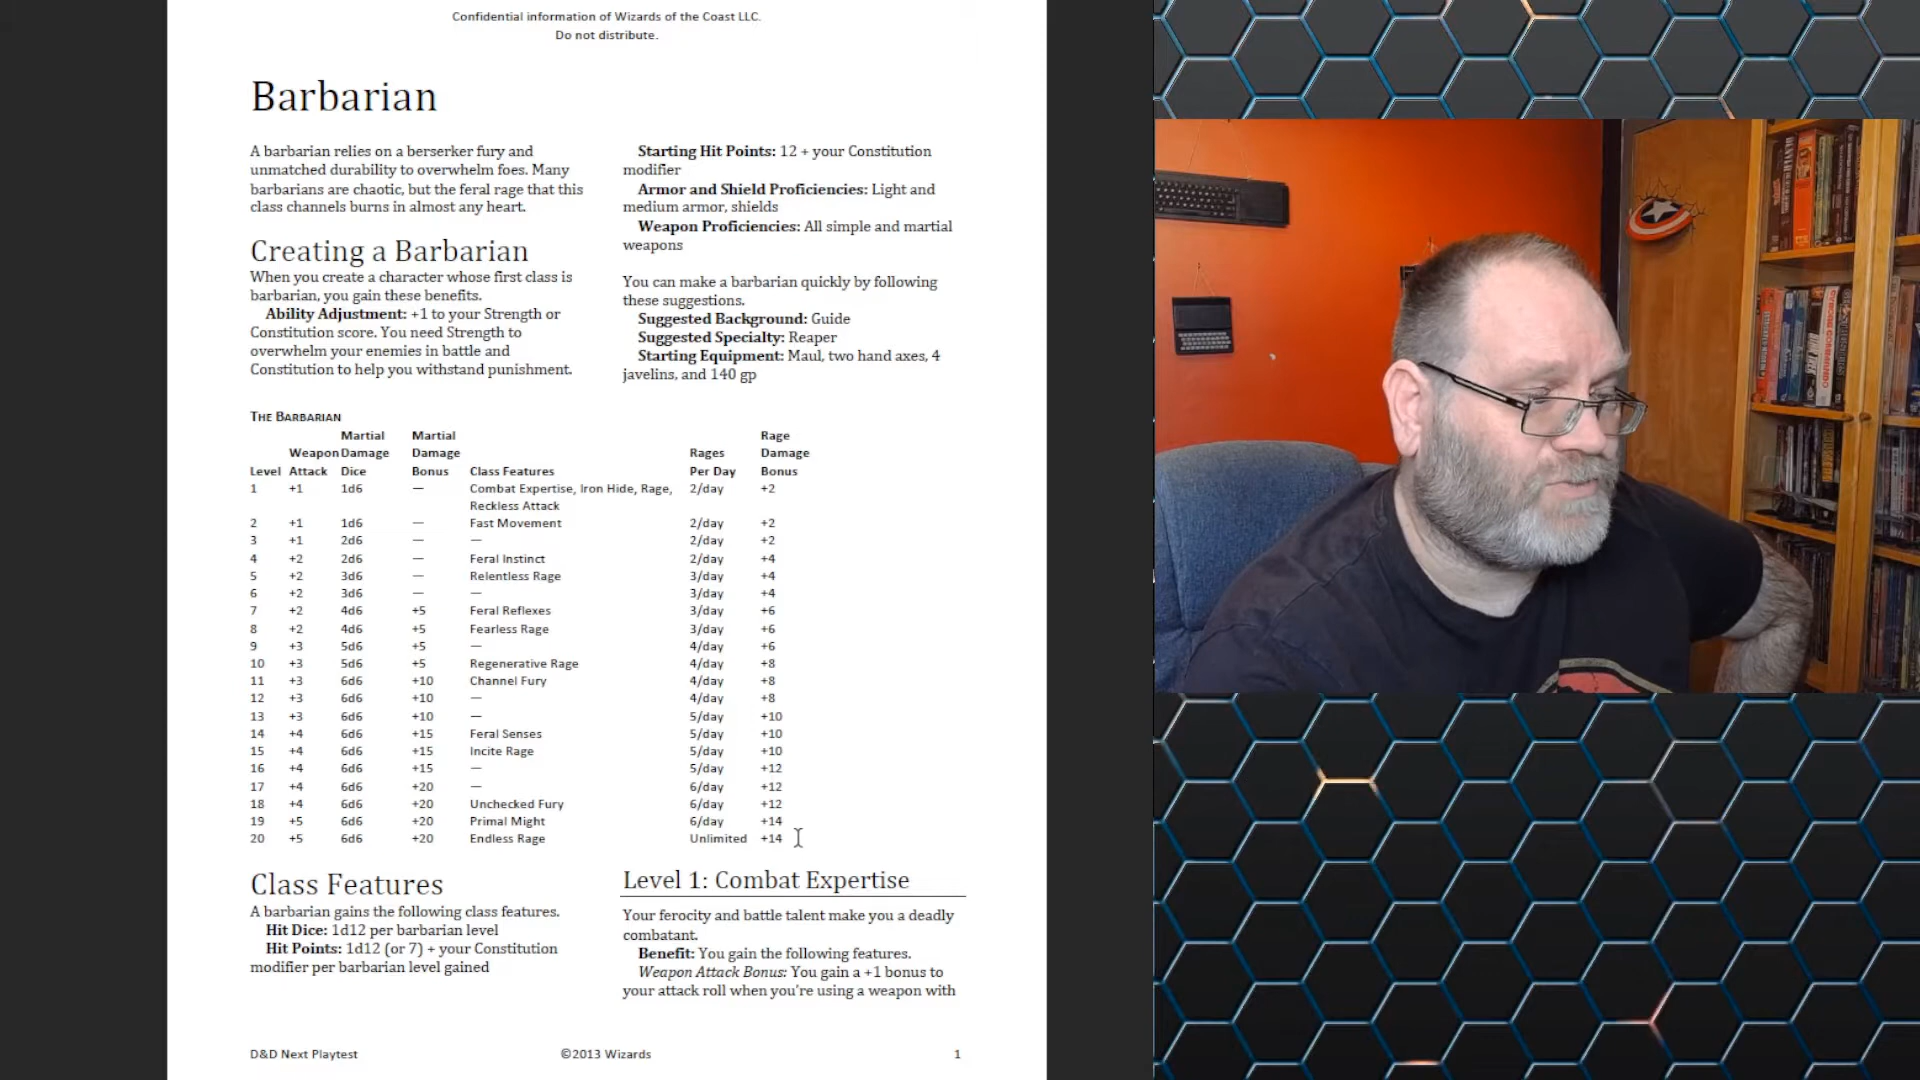 Confidential information of Wizards of the Coast LLC.
Do not distribute.
Barbarian
A barbarian relies on a berserker fury and
unmatched durability to overwhelm foes. Many
barbarians are chaotic, but the feral rage that this
class channels burns in almost any heart.
Creating a Barbarian
When you create a character whose first class is
barbarian, you gain these benefits.
Ability Adjustment: +1 to your Strength or
Constitution score. You need Strength to
overwhelm your enemies in battle and
Constitution to help you withstand punishment.
Starting Hit Points: 12 + your Constitution
modifier
Armor and Shield Proficiencies: Light and
medium armor, shields
Weapon Proficiencies: All simple and martial
weapons
You can make a barbarian quickly by following
these suggestions.
Suggested Background: Guide
Suggested Specialty: Reaper
Starting Equipment: Maul, two hand axes, 4
javelins, and 140 gp
THE BARBARIAN
Martial Martial Rage
Weapon Damage Damage Rages Damage
Level Attack Dice Bonus Class Features Per Day Bonus
1 +1 1d6 — Combat Expertise, Iron Hide, Rage, 2/day +2
Reckless Attack
2 +1 1d6 — Fast Movement 2/day +2
3 +1 2d6 — — 2/day +2
4 +2 2d6 — Feral Instinct 2/day +4
5 +2 3d6 — Relentless Rage 3/day +4
6 +2 3d6 — — 3/day +4
7 +2 4d6 +5 Feral Reflexes 3/day +6
8 +2 4d6 +5 Fearless Rage 3/day +6
9 +3 5d6 +5 — 4/day +6
10 +3 5d6 +5 Regenerative Rage 4/day +8
11 +3 6d6 +10 Channel Fury 4/day +8
12 +3 6d6 +10 — 4/day +8
13 +3 6d6 +10 — 5/day +10
14 +4 6d6 +15 Feral Senses 5/day +10
15 +4 6d6 +15 Incite Rage 5/day +10
16 +4 6d6 +15 — 5/day +12
17 +4 6d6 +20 — 6/day +12
18 +4 6d6 +20 Unchecked Fury 6/day +12
19 +5 6d6 +20 Primal Might 6/day +14
20 +5 6d6 +20 Endless Rage Unlimited +14
Class Features
A barbarian gains the following class features.
Hit Dice: 1d12 per barbarian level
Hit Points: 1d12 (or 7) + your Constitution
modifier per barbarian level gained
Level 1: Combat Expertise
Your ferocity and battle talent make you a deadly
combatant.
Benefit: You gain the following features.
Weapon Attack Bonus: You gain a +1 bonus to
your attack roll when you're using a weapon with
D&D Next Playtest ©2013 Wizards 1